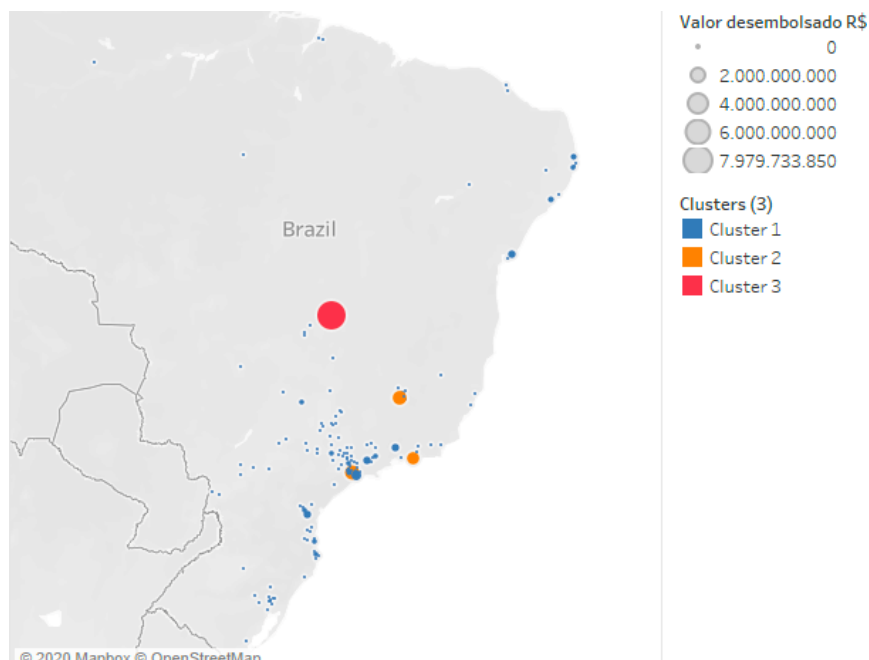 Brazil
© 2020 Mapbox © OpenStreetMap
Valor desembolsado R$
0
2.000.000.000
4.000.000.000
6.000.000.000
7.979.733.850
Clusters (3)
Cluster 1
Cluster 2
Cluster 3